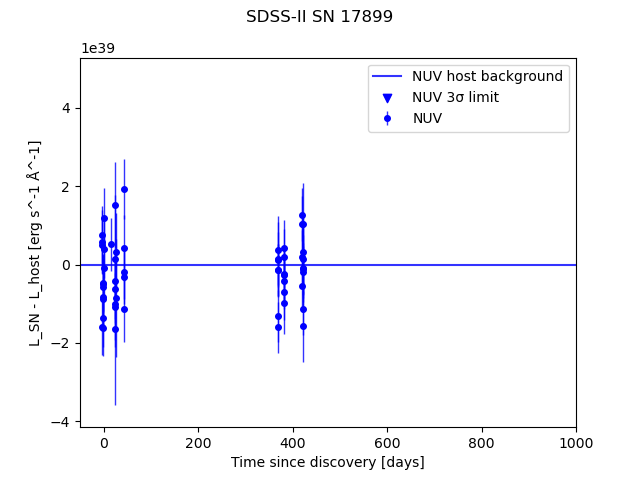 SDSS-II SN 17899
1e39
NUV host background
NUV 3σ limit
NUV
4
2
0
−2
−4
L_SN - L_host [erg s^-1 Å^-1]
0 200 400 600 800 1000
Time since discovery [days]